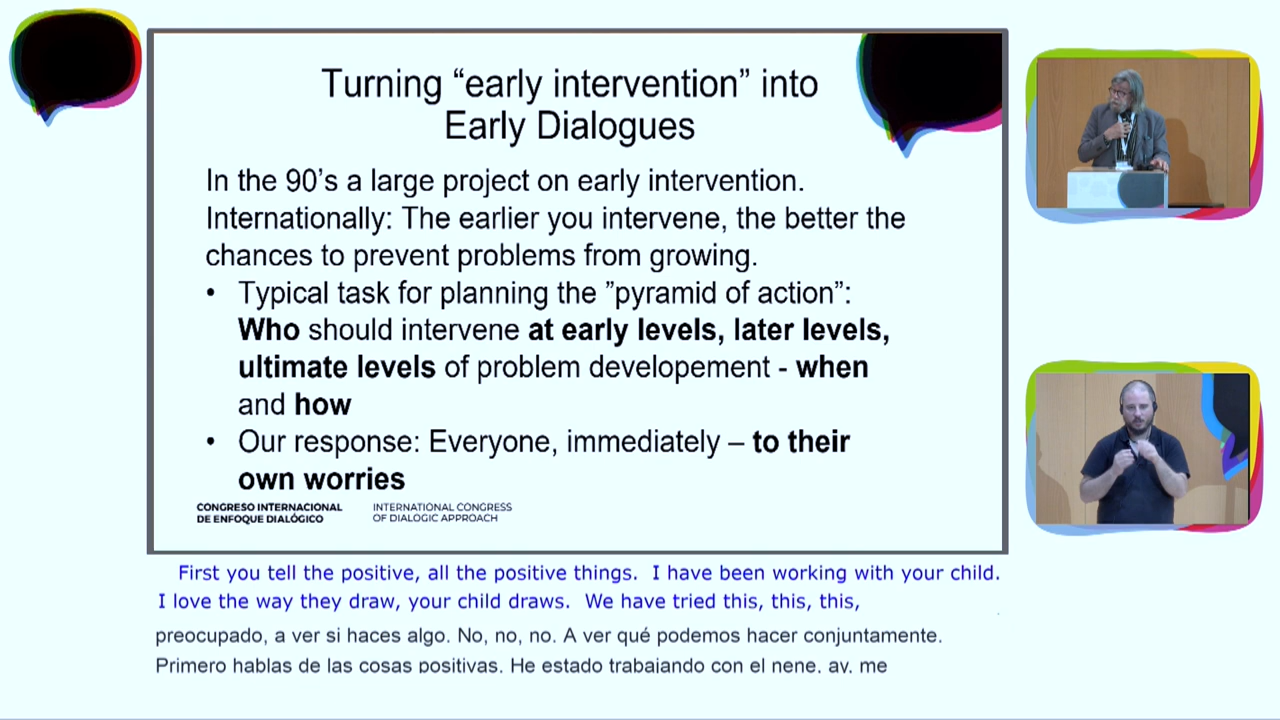 Turning “early intervention” into
Early Dialogues
In the 90’s a large project on early intervention.
Internationally: The earlier you intervene, the better the
chances to prevent problems from growing.
• Typical task for planning the ”pyramid of action”:
Who should intervene at early levels, later levels,
ultimate levels of problem developement - when
and how
• Our response: Everyone, immediately – to their
own worries
CONGRESO INTERNACIONAL
DE ENFOQUE DIALÓGICO
INTERNATIONAL CONGRESS
OF DIALOGIC APPROACH
First you tell the positive, all the positive things. I have been working with your child.
I love the way they draw, your child draws. We have tried this, this, this,
preocupado, a ver si haces algo. No, no, no. A ver qué podemos hacer conjuntamente.
Primero hablas de las cosas positivas. He estado trabajando con el nene, ay, me